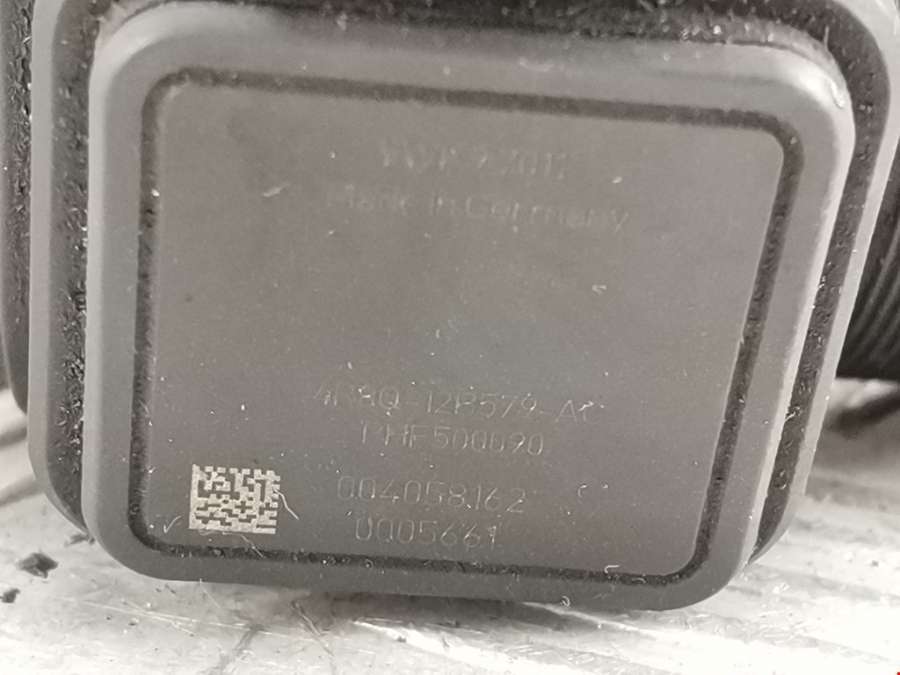 Made in Germany
4R8Q-12B579-AC
PHF500090
004058162
0005661